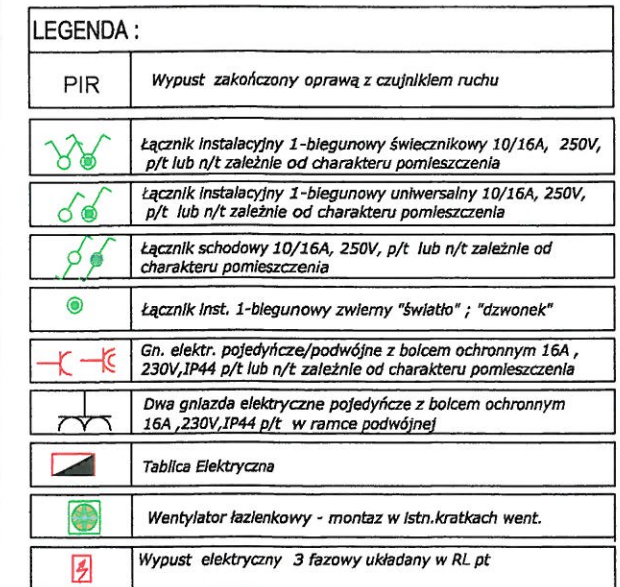 LEGENDA :
PIR
Wypust zakończony oprawą z czujnikiem ruchu
Łącznik instalacyjny 1-biegunowy świecznikowy 10/16A, 250V,
p/t lub n/t zależnie od charakteru pomieszczenia
Łącznik instalacyjny 1-biegunowy uniwersalny 10/16A, 250V,
p/t lub n/t zależnie od charakteru pomieszczenia
Łącznik schodowy 10/16A, 250V, p/t lub n/t zależnie od
charakteru pomieszczenia
Łącznik inst. 1-biegunowy zwierny "światło" ; "dzwonek"
Gn. elektr. pojedyńcze/podwójne z bolcem ochronnym 16A ,
230V,IP44 p/t lub n/t zależnie od charakteru pomieszczenia
Dwa gniazda elektryczne pojedyńcze z bolcem ochronnym
16A ,230V,IP44 p/t w ramce podwójnej
Tablica Elektryczna
Wentylator łazienkowy - montaz w istn.kratkach went.
Wypust elektryczny 3 fazowy układany w RL pt